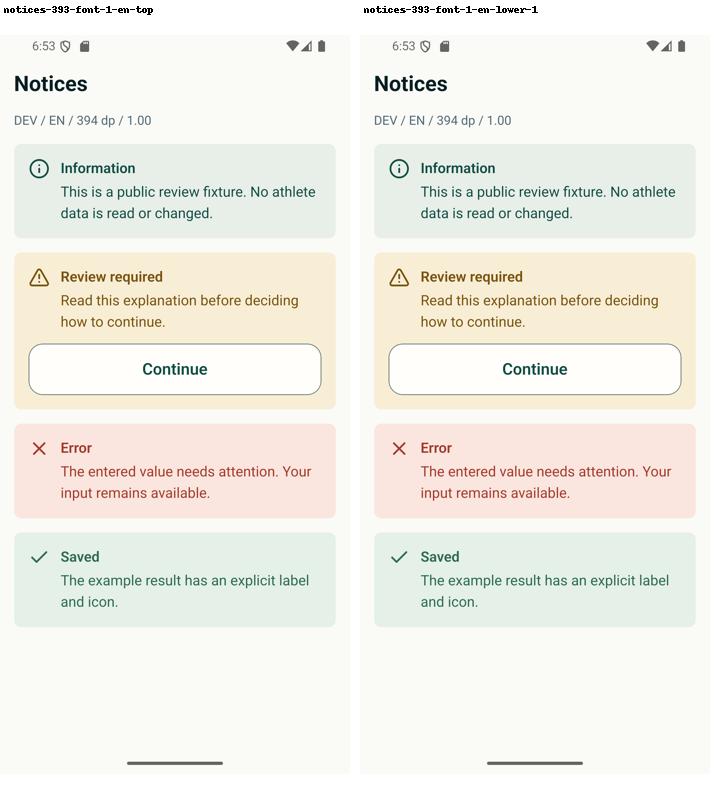 notices-393-font-1-en-top
6:53
Notices
DEV / EN / 394 dp / 1.00
Information
This is a public review fixture. No athlete
data is read or changed.
Review required
Read this explanation before deciding
how to continue.
Continue
Error
The entered value needs attention. Your
input remains available.
Saved
The example result has an explicit label
and icon.
notices-393-font-1-en-lower-1
6:53
Notices
DEV / EN / 394 dp / 1.00
Information
This is a public review fixture. No athlete
data is read or changed.
Review required
Read this explanation before deciding
how to continue.
Continue
Error
The entered value needs attention. Your
input remains available.
Saved
The example result has an explicit label
and icon.